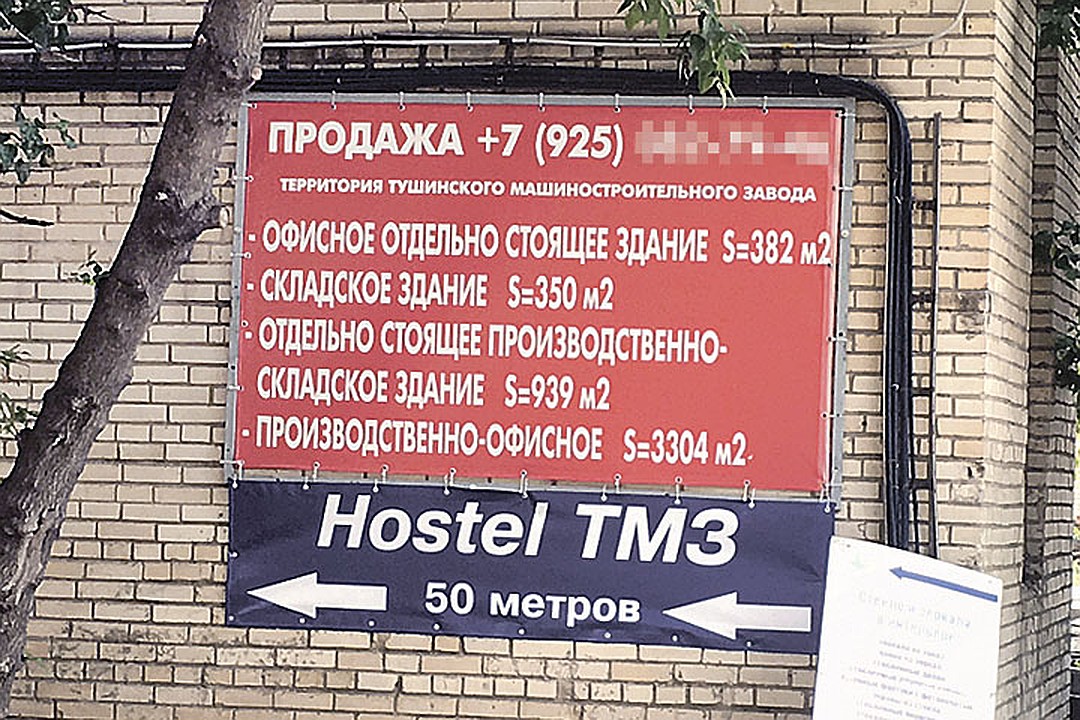 ПРОДАЖА +7 (925)
ТЕРРИТОРИЯ ТУШИНСКОГО МАШИНОСТРОИТЕЛЬНОГО ЗАВОДА
- ОФИСНОЕ ОТДЕЛЬНО СТОЯЩЕЕ ЗДАНИЕ S=382 м2
- СКЛАДСКОЕ ЗДАНИЕ S=350 м2
- ОТДЕЛЬНО СТОЯЩЕЕ ПРОИЗВОДСТВЕННО-
СКЛАДСКОЕ ЗДАНИЕ S=939 м2
- ПРОИЗВОДСТВЕННО-ОФИСНОЕ S=3304 м2.
Hostel ТМЗ
50 метров